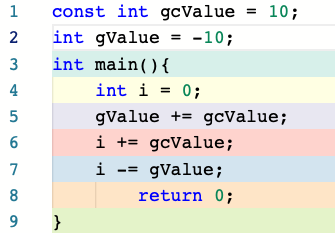 1 const int gcValue = 10;
2 int gValue = -10;
3 int main(){
4     int i = 0;
5     gValue += gcValue;
6     i += gcValue;
7     i -= gValue;
8         return 0;
9 }